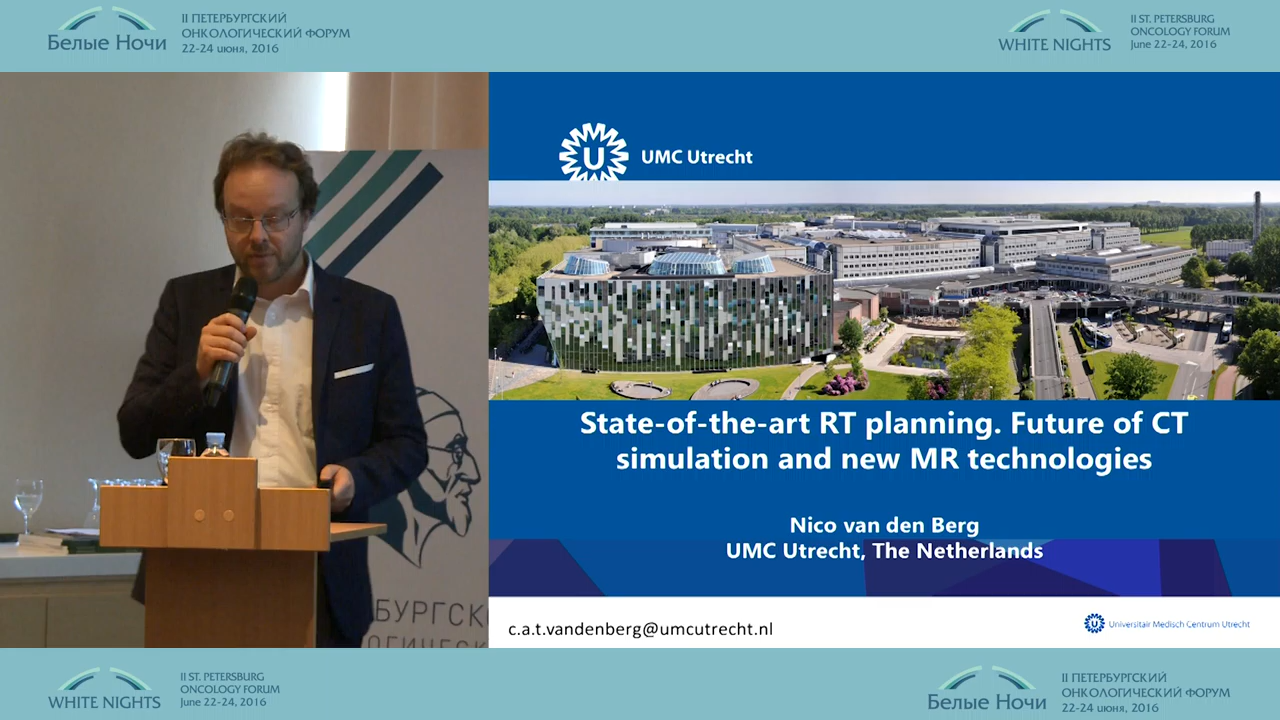 Белые Ночи
II ПЕТЕРБУРГСКИЙ
ОНКОЛОГИЧЕСКИЙ ФОРУМ
22-24 июня, 2016
WHITE NIGHTS
II ST. PETERSBURG
ONCOLOGY FORUM
June 22-24, 2016
U UMC Utrecht
State-of-the-art RT planning. Future of CT
simulation and new MR technologies
Nico van den Berg
UMC Utrecht, The Netherlands
c.a.t.vandenberg@umcutrecht.nl
Universitair Medisch Centrum Utrecht
БУРГСК
ОГИЧЕСК
WHITE NIGHTS
II ST. PETERSBURG
ONCOLOGY FORUM
June 22-24, 2016
Белые Ночи
II ПЕТЕРБУРГСКИЙ
ОНКОЛОГИЧЕСКИЙ ФОРУМ
22-24 июня, 2016